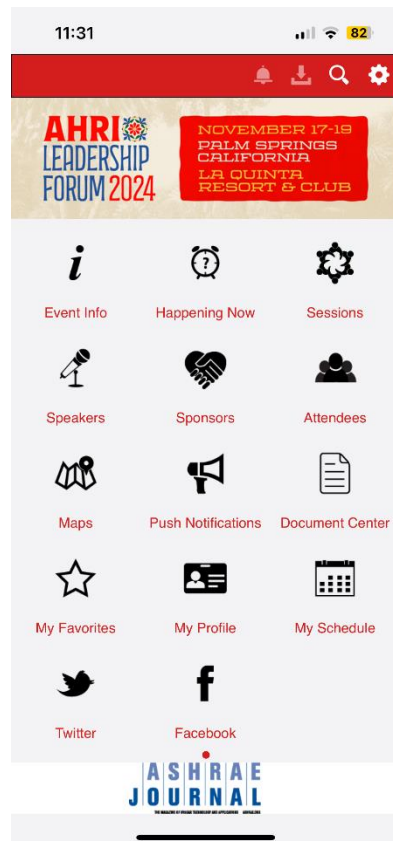 11:31
82
AHRI
LEADERSHIP
FORUM 2024
NOVEMBER 17-19
PALM SPRINGS
CALIFORNIA
LA QUINTA
RESORT & CLUB
Event Info
Happening Now
Sessions
Speakers
Sponsors
Attendees
Maps
Push Notifications
Document Center
My Favorites
My Profile
My Schedule
Twitter
Facebook
ASHRAE
JOURNAL